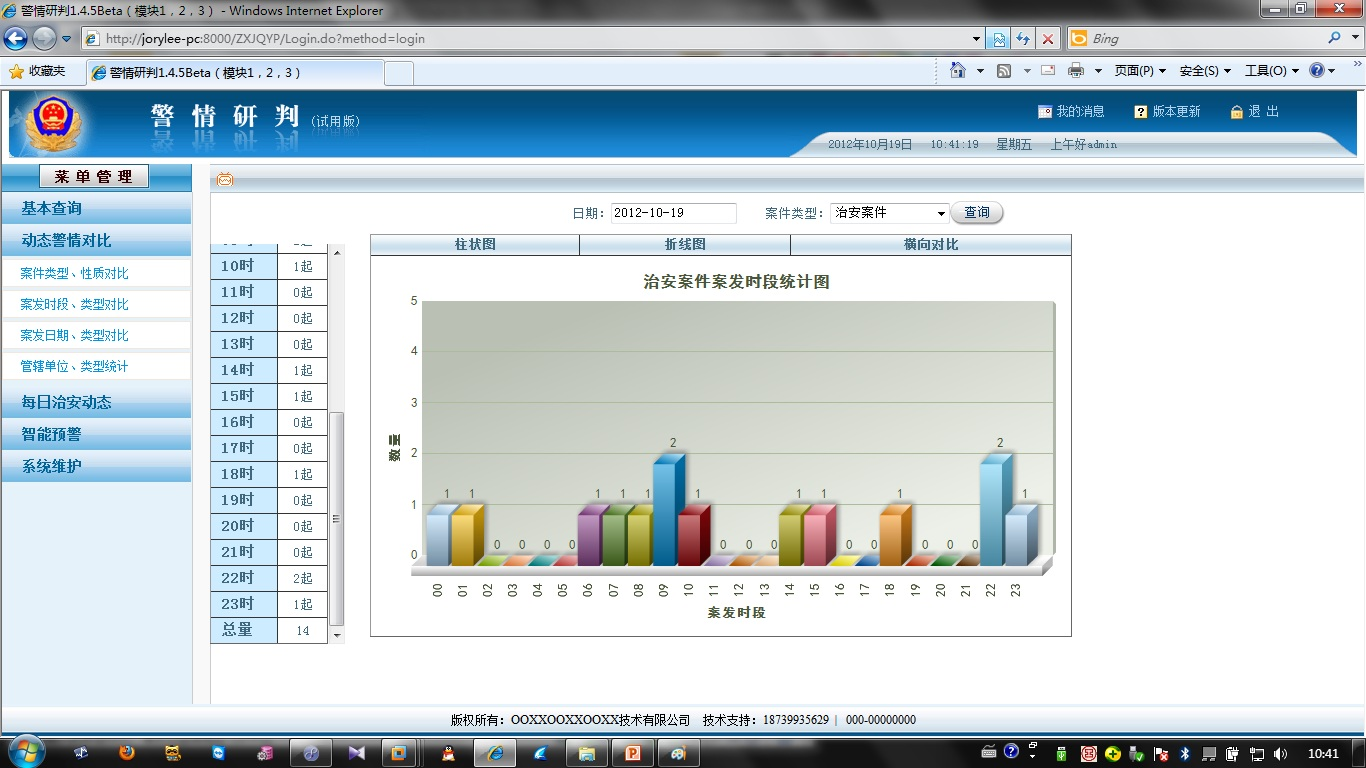 警情研判1.4.5Beta（模块1，2，3） - Windows Internet Explorer
http://jorylee-pc:8000/ZXJQYP/Login.do?method=login
Bing
收藏夹
警情研判1.4.5Beta（模块1，2，3）
页面(P)
安全(S)
工具(O)
警情研判(试用版)
我的消息
版本更新
退 出
2012年10月19日 10:41:19 星期五 上午好admin
菜单管理
基本查询
动态警情对比
案件类型、性质对比
案发时段、类型对比
案发日期、类型对比
管辖单位、类型统计
每日治安动态
智能预警
系统维护
日期: 2012-10-19 案件类型: 治安案件 查询
10时 1起
11时 0起
12时 0起
13时 0起
14时 1起
15时 1起
16时 0起
17时 0起
18时 1起
19时 0起
20时 0起
21时 0起
22时 2起
23时 1起
总量 14
柱状图 折线图 横向对比
治安案件案发时段统计图
数量
5
4
3
2
1
0
1 1 0 0 0 0 1 1 1 2 1 0 0 0 1 1 0 0 1 0 0 0 2 1
00 01 02 03 04 05 06 07 08 09 10 11 12 13 14 15 16 17 18 19 20 21 22 23
案发时段
版权所有: OOXXOOXXOOXX技术有限公司 技术支持: 18739935629 | 000-00000000
10:41